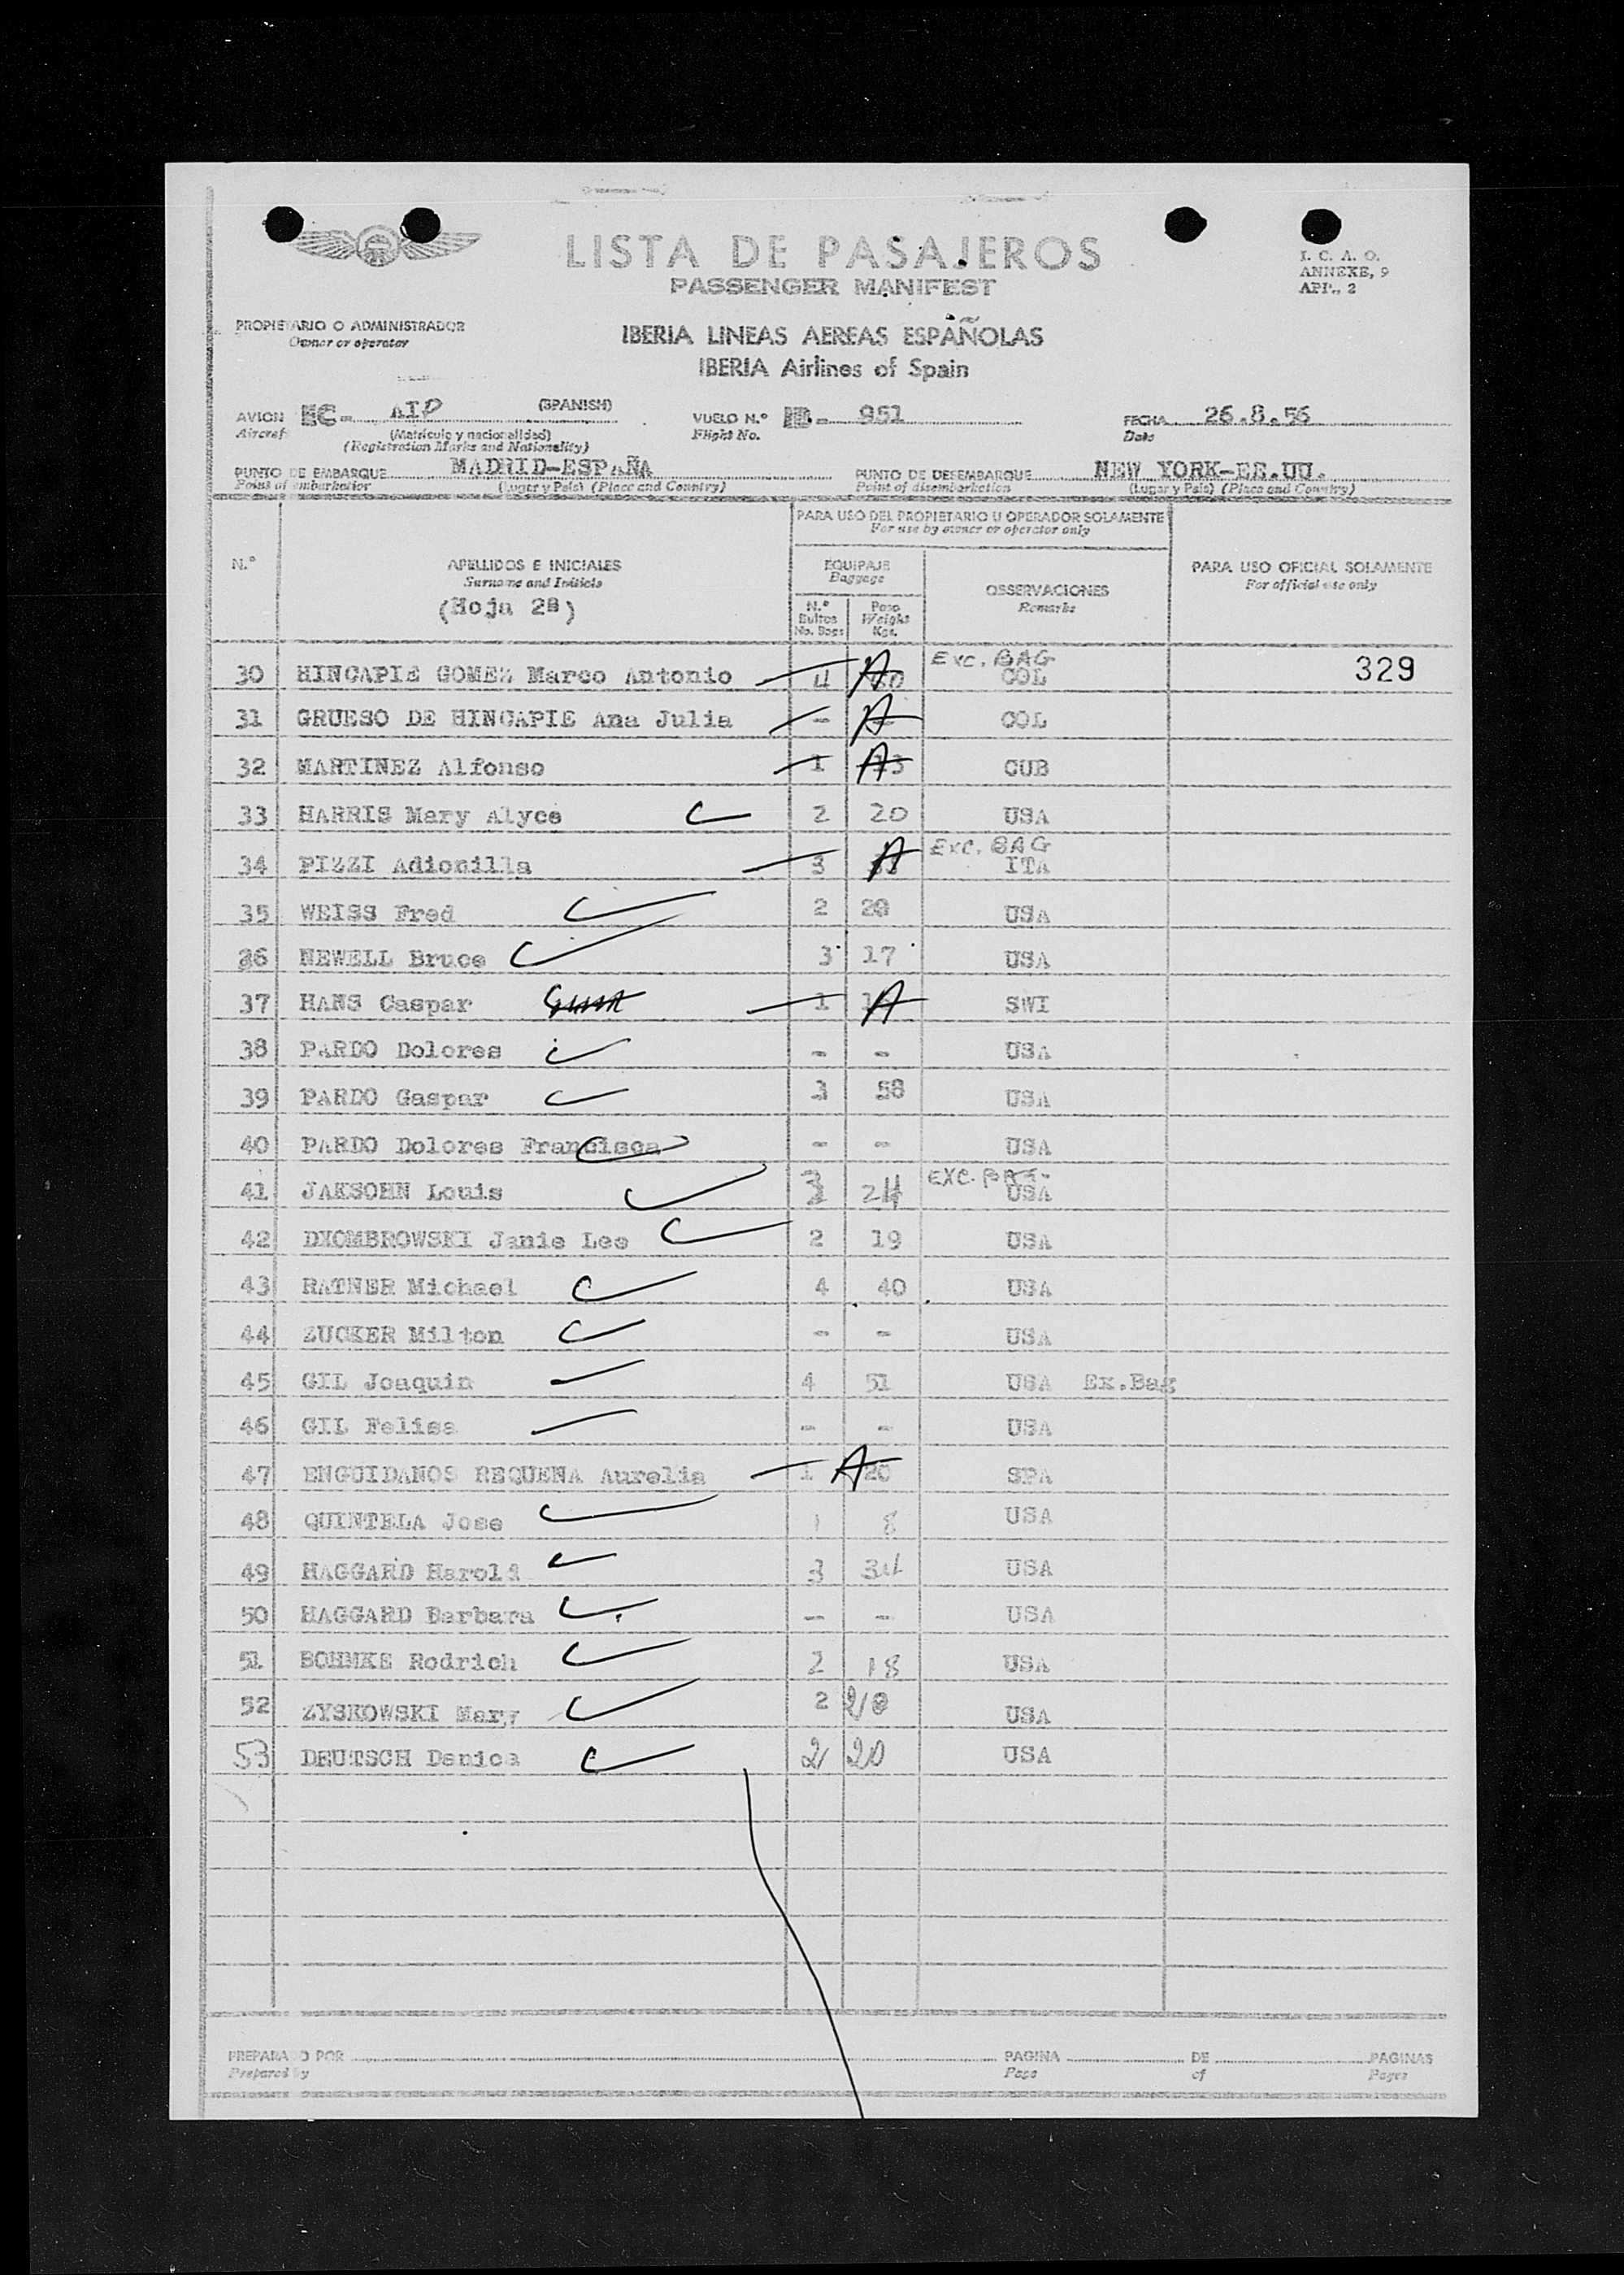 LISTA DE PASAJEROS
PASSENGER MANIFEST
I. C. A. O.
ANNEXE, 9
APP., 2
PROPIETARIO O ADMINISTRADOR
Owner or operator
IBERIA LINEAS AEREAS ESPAÑOLAS
IBERIA Airlines of Spain
AVION EC- AIP (SPANISH) VUELO N.º IB.- 951 FECHA 26.8.56
Aircraft (Matrícula y nacionalidad) Flight No. Date
(Registration Marks and Nationality)
PUNTO DE EMBARQUE MADRID-ESPAÑA PUNTO DE DESEMBARQUE NEW YORK-EE.UU.
Point of embarkation (Lugar y País) (Place and Country) Point of disembarkation (Lugar y País) (Place and Country)
PARA USO DEL PROPIETARIO U OPERADOR SOLAMENTE
For use by owner or operator only
N.º APELLIDOS E INICIALES EQUIPAJE OBSERVACIONES PARA USO OFICIAL SOLAMENTE
Surname and Initials Baggage Remarks For official use only
(Hoja 2ª) N.º Bultos No. Bags Peso Weight Kgs.
30 HINCAPIE GOMEZ Marco Antonio 4 A Exc. BAG COL 329
31 GRUESO DE HINCAPIE Ana Julia - A COL
32 MARTINEZ Alfonso 1 A CUB
33 HARRIS Mary Alyce 2 20 USA
34 PIZZI Adionilla 3 A Exc. BAG ITA
35 WEISS Fred 2 28 USA
36 NEWELL Bruce 3 17 USA
37 HANS Caspar 1 A SWI
38 PARDO Dolores - - USA
39 PARDO Gaspar 3 58 USA
40 PARDO Dolores Francisca - - USA
41 JAKSOHN Louis 3 24 EXC. BAG USA
42 DXOMBROWSKI Janie Lee 2 19 USA
43 RATNER Michael 4 40 USA
44 ZUCKER Milton - - USA
45 GIL Joaquin 4 51 USA Ex.Bag
46 GIL Felisa - - USA
47 ENGUIDANOS REQUENA Aurelia 1 A 20 SPA
48 QUINTELA Jose 1 8 USA
49 HAGGARD Harold 3 34 USA
50 HAGGARD Barbara - - USA
51 BOHMKE Rodrich 2 18 USA
52 ZYSKOWSKI Mary 2 USA
53 DEUTSCH Danica 2 20 USA
PREPARADO POR PAGINA DE PAGINAS
Prepared by Page of Pages